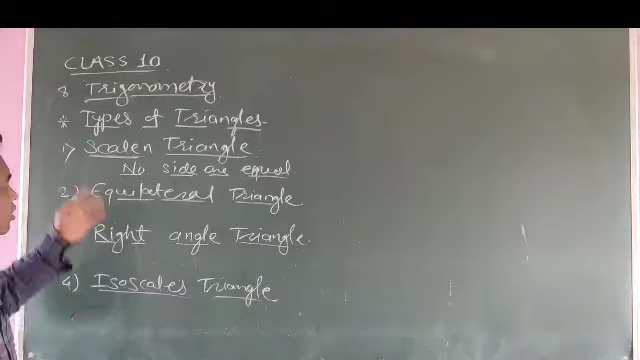 CLASS 10
8 Trigonometry
* Types of Triangles
1) Scalen Triangle
No side are equal
2) Equilateral Triangle
Right angle Triangle.
4) Isoscales Triangle